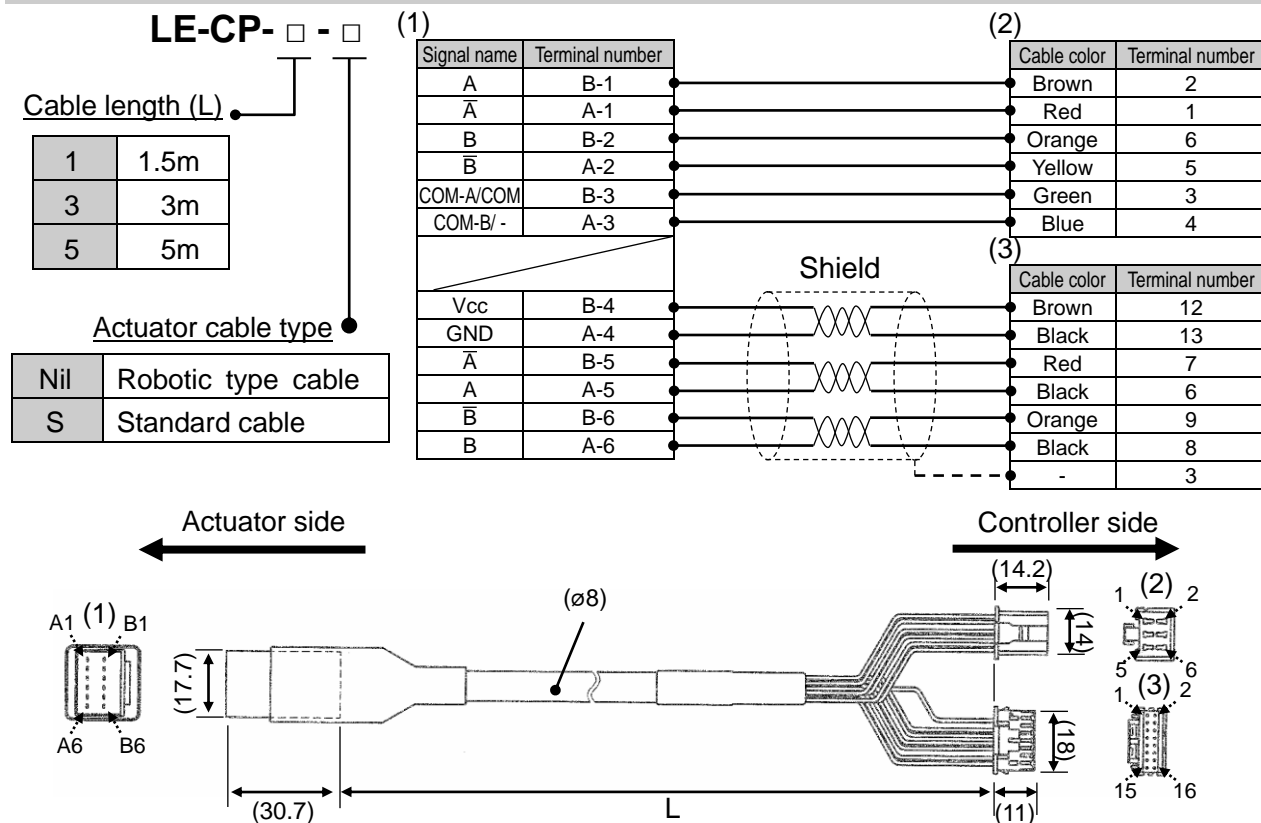 LE-CP- □ - □
Cable length (L)
1 1.5m
3 3m
5 5m
Actuator cable type
Nil Robotic type cable
S Standard cable
(1)
Signal name Terminal number
A B-1
A̅ A-1
B B-2
B̅ A-2
COM-A/COM B-3
COM-B/ - A-3
Vcc B-4
GND A-4
A̅ B-5
A A-5
B̅ B-6
B A-6
Shield
(2)
Cable color Terminal number
Brown 2
Red 1
Orange 6
Yellow 5
Green 3
Blue 4
(3)
Cable color Terminal number
Brown 12
Black 13
Red 7
Black 6
Orange 9
Black 8
- 3
Actuator side
Controller side
A1 (1) B1
A6 B6
(17.7)
(30.7)
(ø8)
L
(14.2)
(14)
(18)
(11)
1 (2) 2
5 6
1 (3) 2
15 16